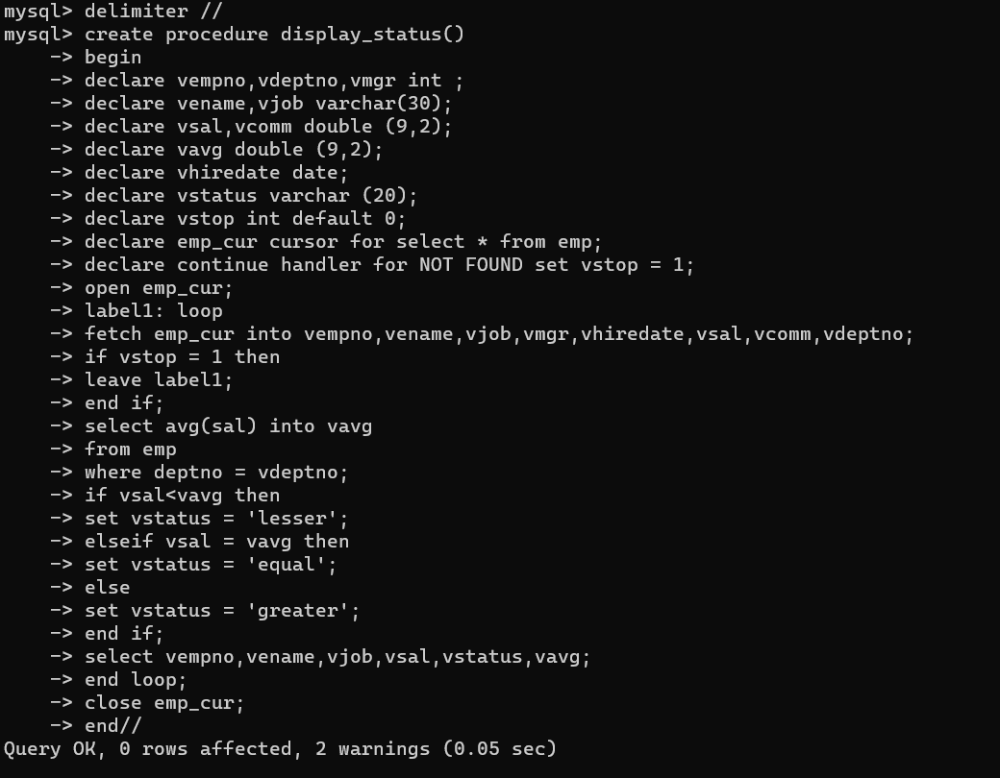 mysql> delimiter //
mysql> create procedure display_status()
    -> begin
    -> declare vempno,vdeptno,vmgr int ;
    -> declare vename,vjob varchar(30);
    -> declare vsal,vcomm double (9,2);
    -> declare vavg double (9,2);
    -> declare vhiredate date;
    -> declare vstatus varchar (20);
    -> declare vstop int default 0;
    -> declare emp_cur cursor for select * from emp;
    -> declare continue handler for NOT FOUND set vstop = 1;
    -> open emp_cur;
    -> label1: loop
    -> fetch emp_cur into vempno,vename,vjob,vmgr,vhiredate,vsal,vcomm,vdeptno;
    -> if vstop = 1 then
    -> leave label1;
    -> end if;
    -> select avg(sal) into vavg
    -> from emp
    -> where deptno = vdeptno;
    -> if vsal<vavg then
    -> set vstatus = 'lesser';
    -> elseif vsal = vavg then
    -> set vstatus = 'equal';
    -> else
    -> set vstatus = 'greater';
    -> end if;
    -> select vempno,vename,vjob,vsal,vstatus,vavg;
    -> end loop;
    -> close emp_cur;
    -> end//
Query OK, 0 rows affected, 2 warnings (0.05 sec)